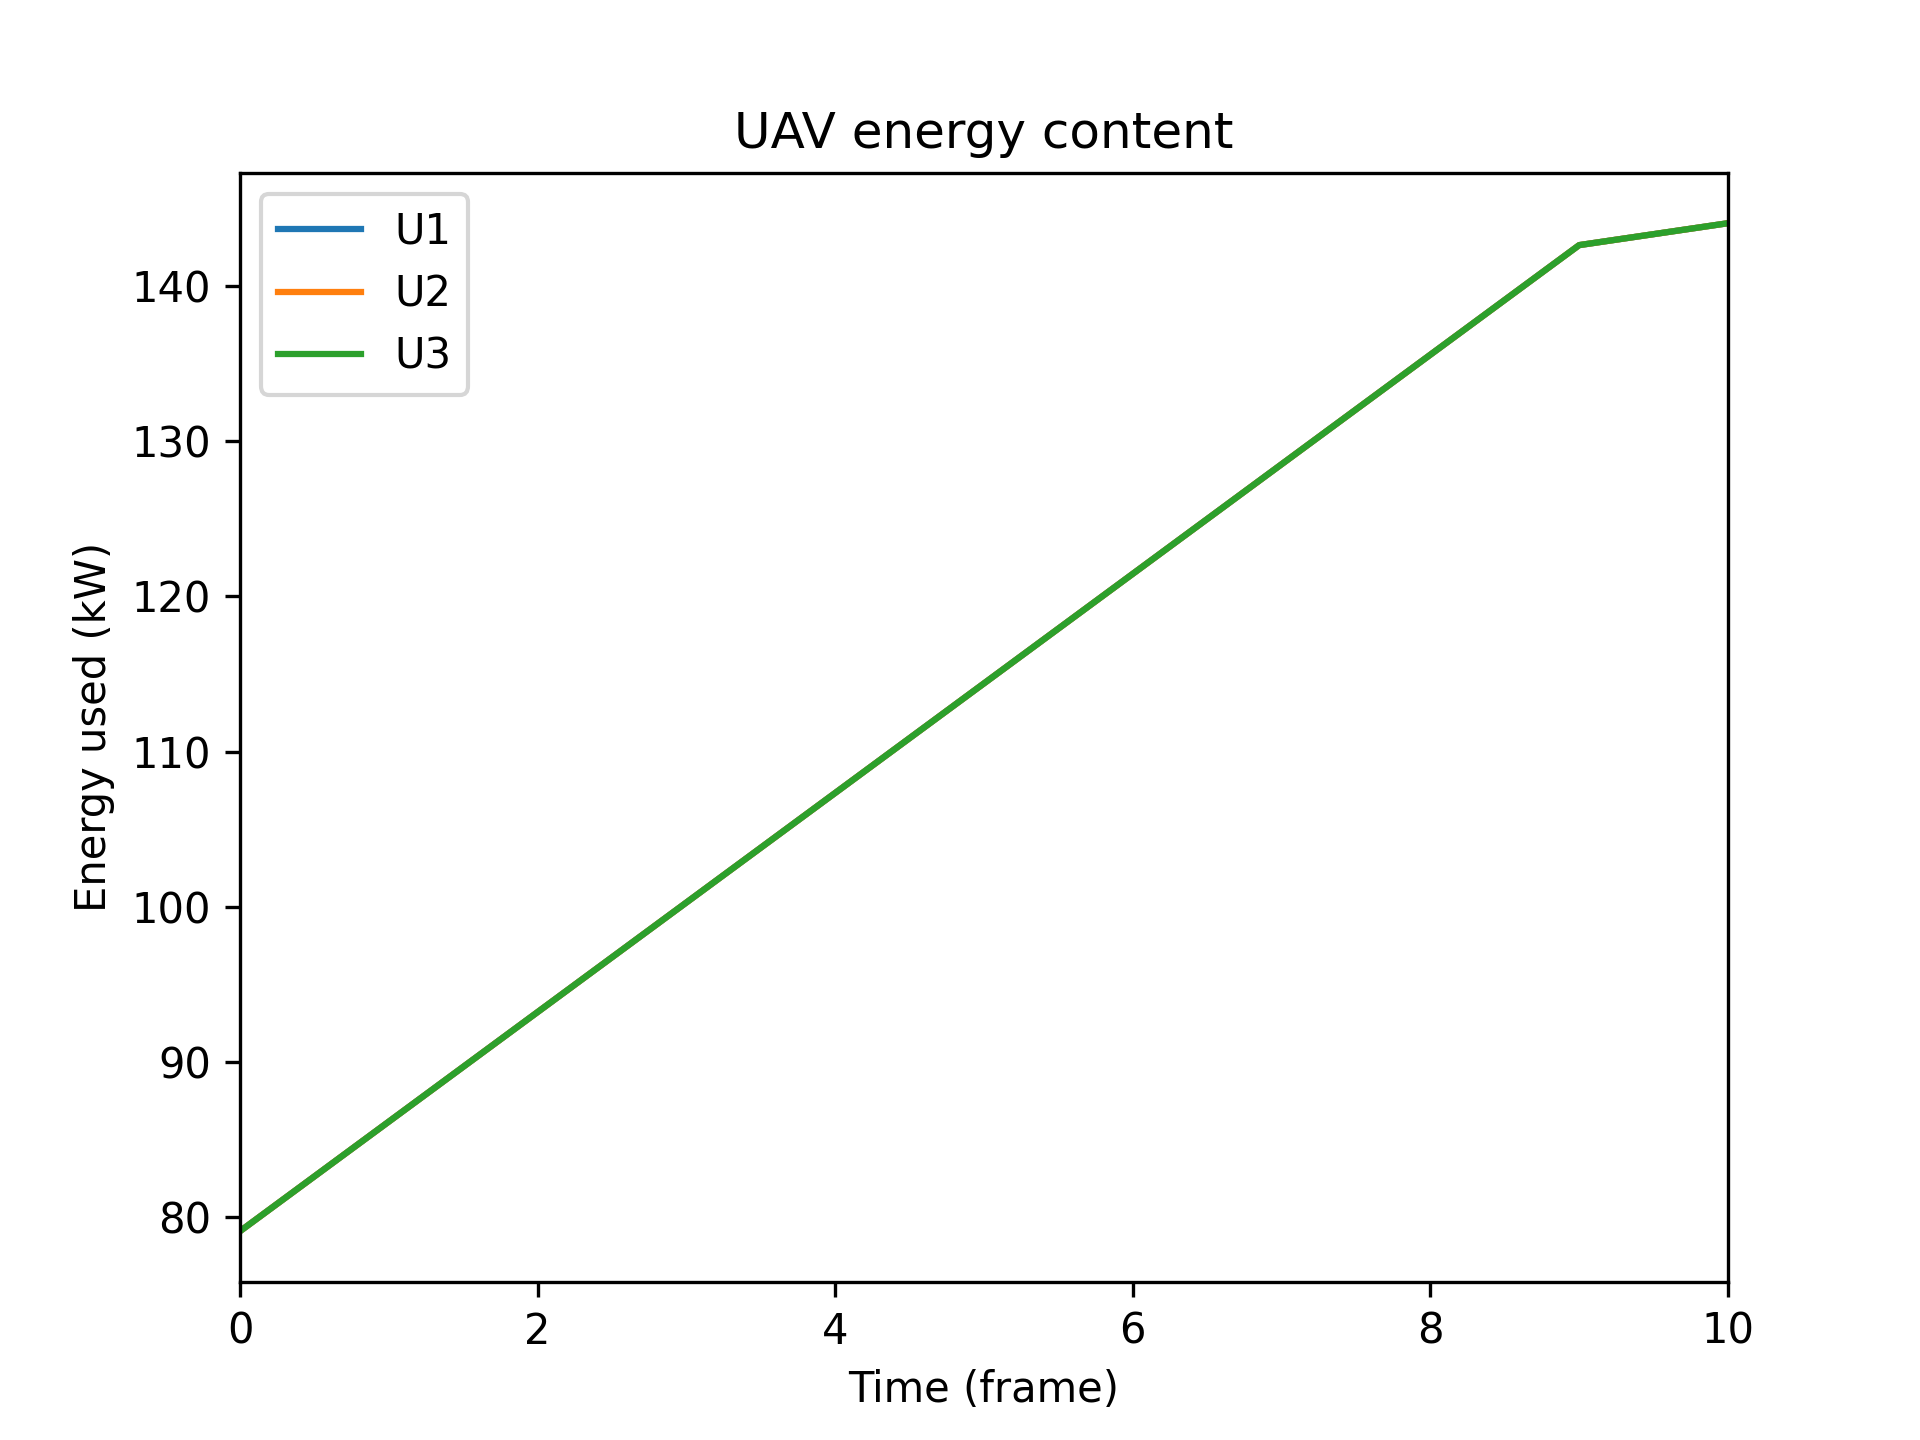 UAV energy content
U1
U2
U3
140
130
120
110
100
90
80
Energy used (kW)
0 2 4 6 8 10
Time (frame)